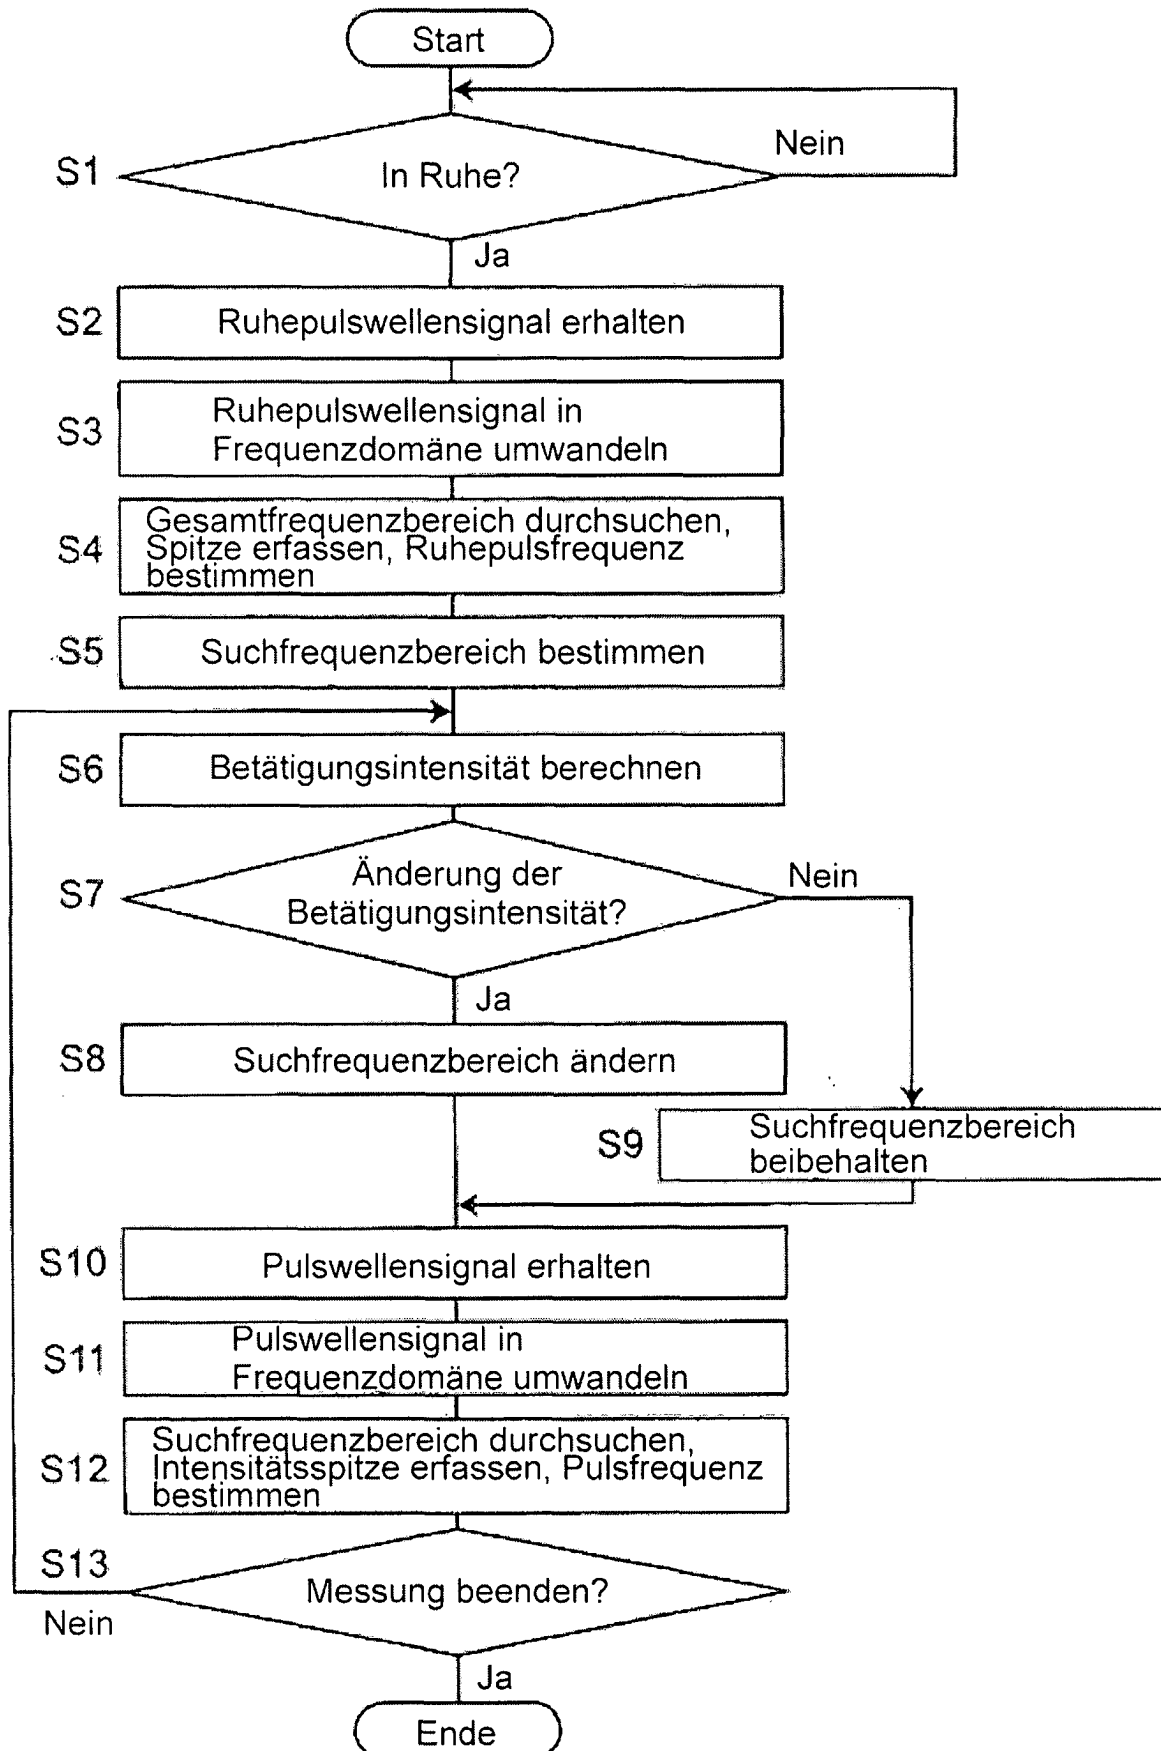 Start
Nein
S1
In Ruhe?
Ja
S2
Ruhepulswellensignal erhalten
S3
Ruhepulswellensignal in
Frequenzdomäne umwandeln
S4
Gesamtfrequenzbereich durchsuchen,
Spitze erfassen, Ruhepulsfrequenz
bestimmen
S5
Suchfrequenzbereich bestimmen
S6
Betätigungsintensität berechnen
S7
Änderung der
Betätigungsintensität?
Nein
Ja
S8
Suchfrequenzbereich ändern
S9
Suchfrequenzbereich
beibehalten
S10
Pulswellensignal erhalten
S11
Pulswellensignal in
Frequenzdomäne umwandeln
S12
Suchfrequenzbereich durchsuchen,
Intensitätsspitze erfassen, Pulsfrequenz
bestimmen
S13
Messung beenden?
Nein
Ja
Ende